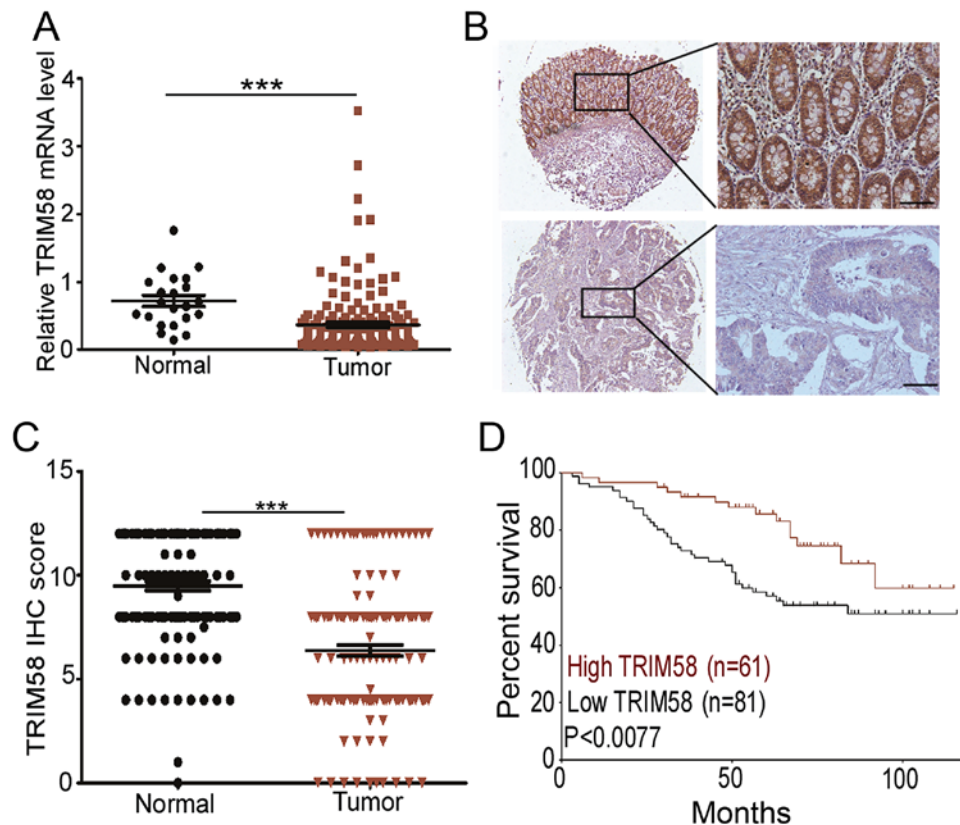 A
Relative TRIM58 mRNA level
4
3
2
1
0
***
Normal
Tumor
B
C
TRIM58 IHC score
15
10
5
0
***
Normal
Tumor
D
Percent survival
100
80
60
40
20
0
High TRIM58 (n=61)
Low TRIM58 (n=81)
P<0.0077
0
50
100
Months